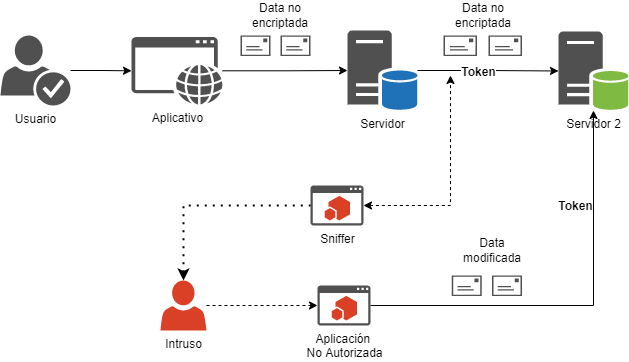 Data no
encriptada
Data no
encriptada
Token
Usuario
Aplicativo
Servidor
Servidor 2
Sniffer
Token
Data
modificada
Intruso
Aplicación
No Autorizada